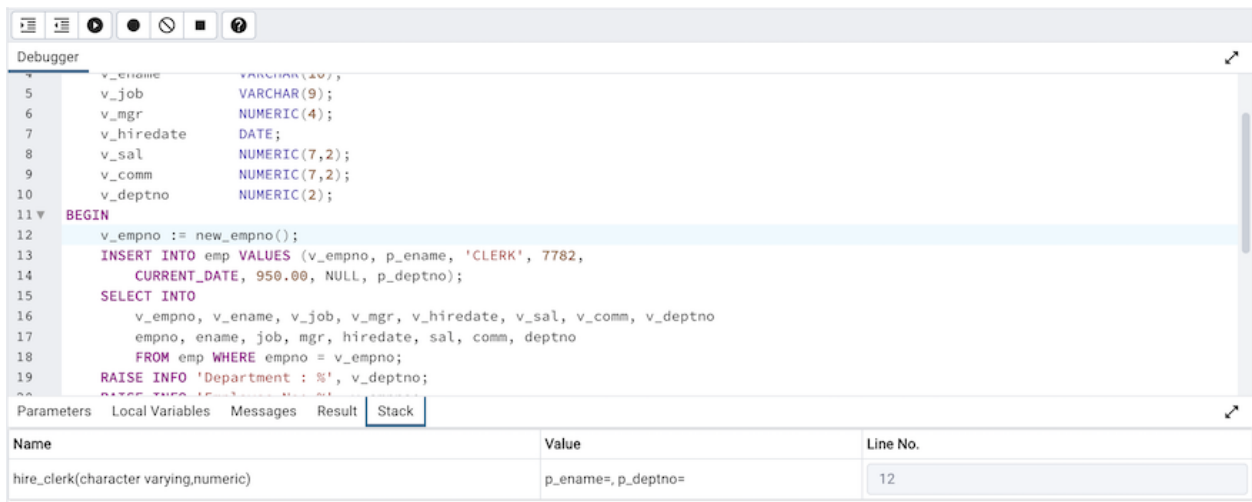 Debugger
4 v_ename VARCHAR(10);
5 v_job VARCHAR(9);
6 v_mgr NUMERIC(4);
7 v_hiredate DATE;
8 v_sal NUMERIC(7,2);
9 v_comm NUMERIC(7,2);
10 v_deptno NUMERIC(2);
11 BEGIN
12 v_empno := new_empno();
13 INSERT INTO emp VALUES (v_empno, p_ename, 'CLERK', 7782,
14 CURRENT_DATE, 950.00, NULL, p_deptno);
15 SELECT INTO
16 v_empno, v_ename, v_job, v_mgr, v_hiredate, v_sal, v_comm, v_deptno
17 empno, ename, job, mgr, hiredate, sal, comm, deptno
18 FROM emp WHERE empno = v_empno;
19 RAISE INFO 'Department : %', v_deptno;
Parameters Local Variables Messages Result Stack
Name Value Line No.
hire_clerk(character varying,numeric) p_ename=, p_deptno= 12